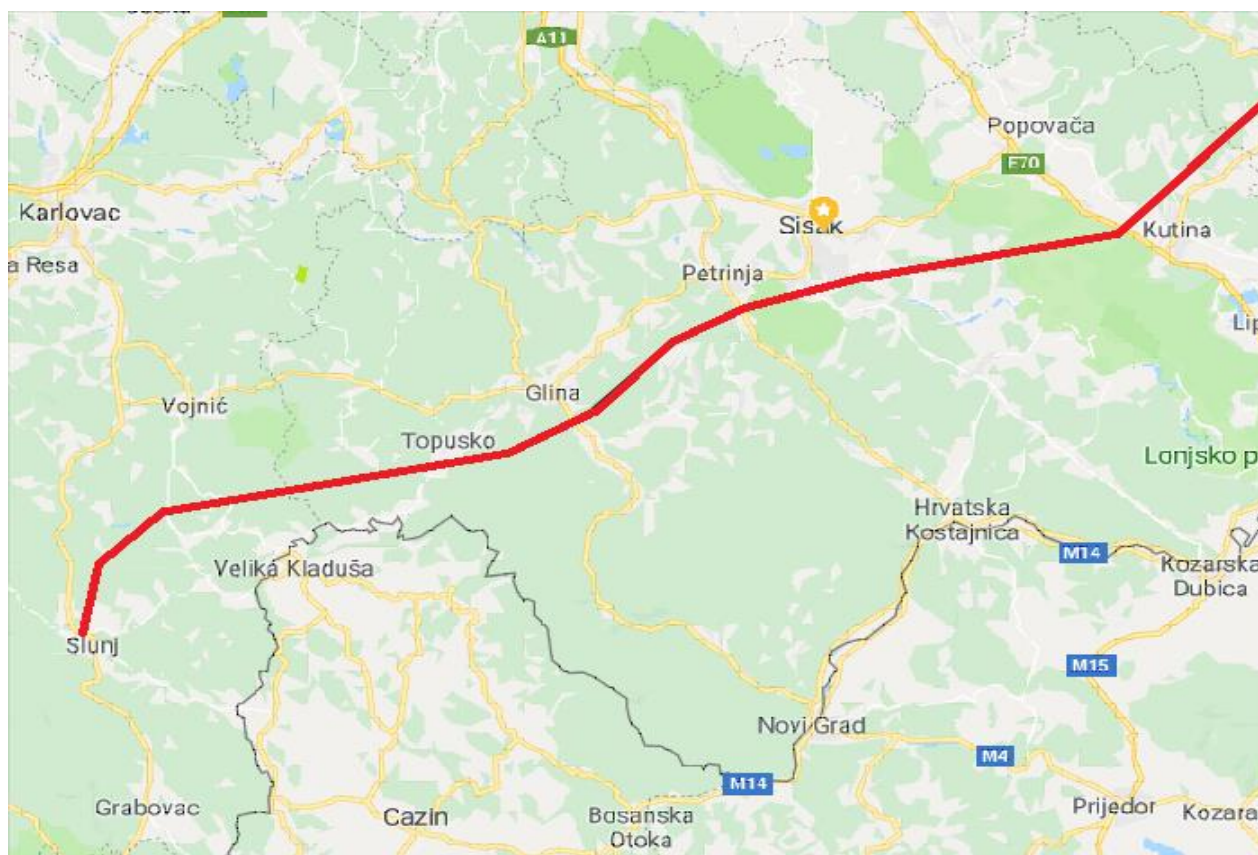 A11
Popovača
E70
Karlovac
Sisak
Kutina
a Resa
Petrinja
Lip
Glina
Vojnić
Topusko
Lonjsko p
Hrvatska
Kostajnica
M14
Velika Kladuša
Kozarska
Dubica
Slunj
M15
Novi Grad
M4
M14
Grabovac
Cazin
Bosanska
Otoka
Prijedor
Kozara